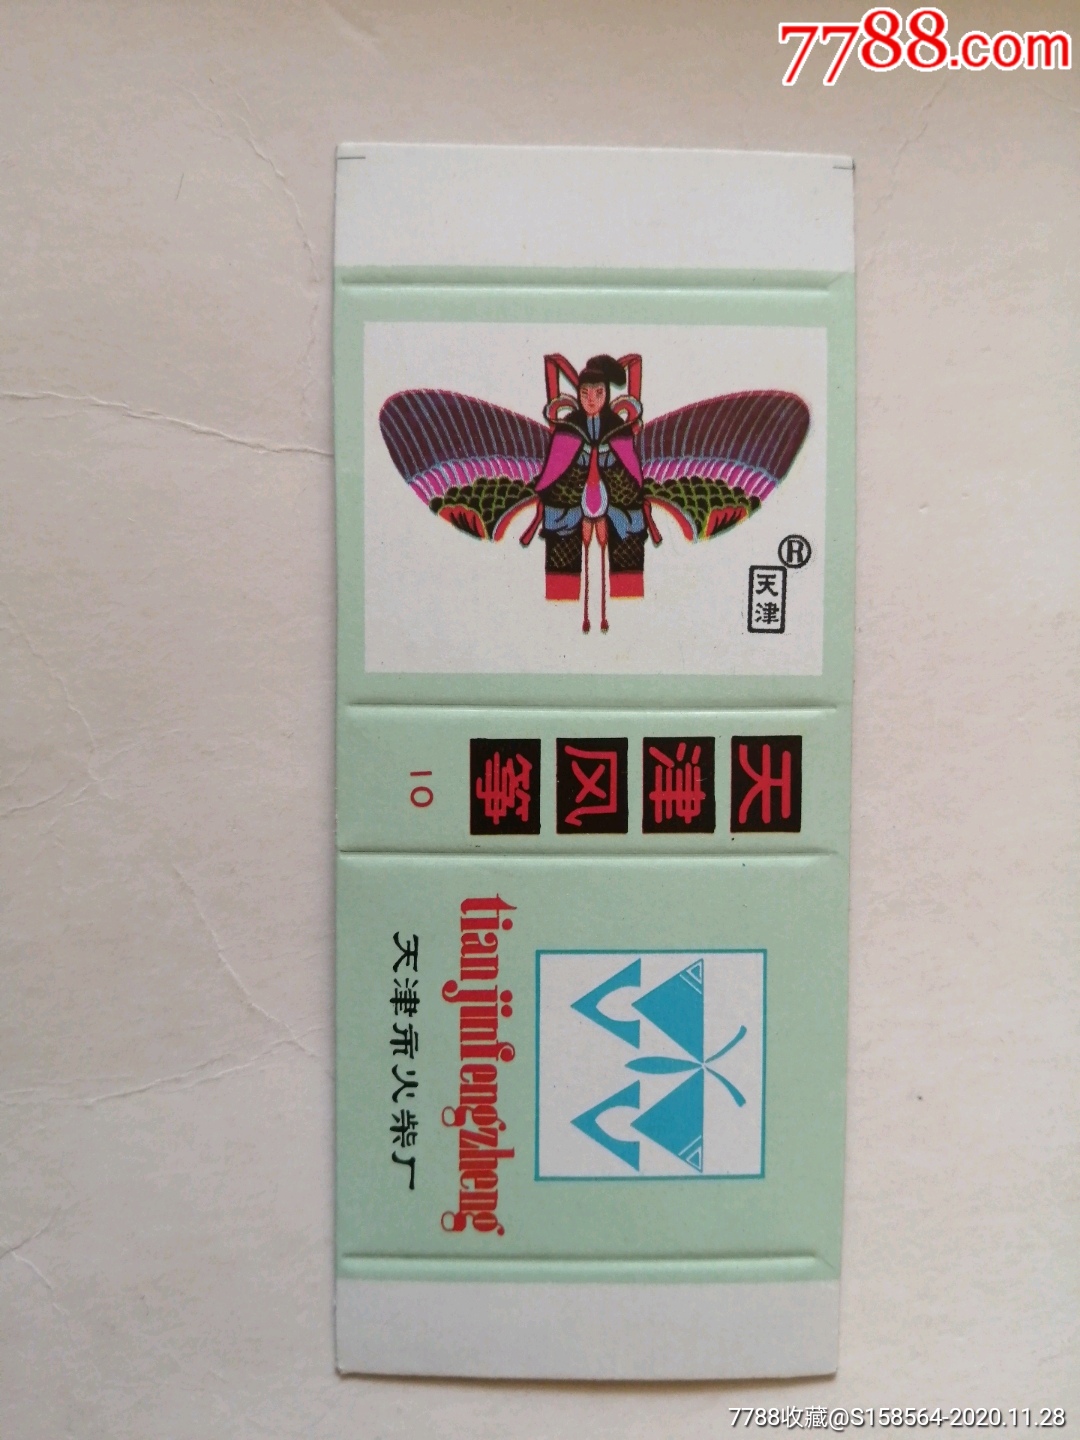 7788.com
®
天津
天津风筝
10
tianjinfengzheng
天津市火柴厂
7788收藏@S158564-2020.11.28